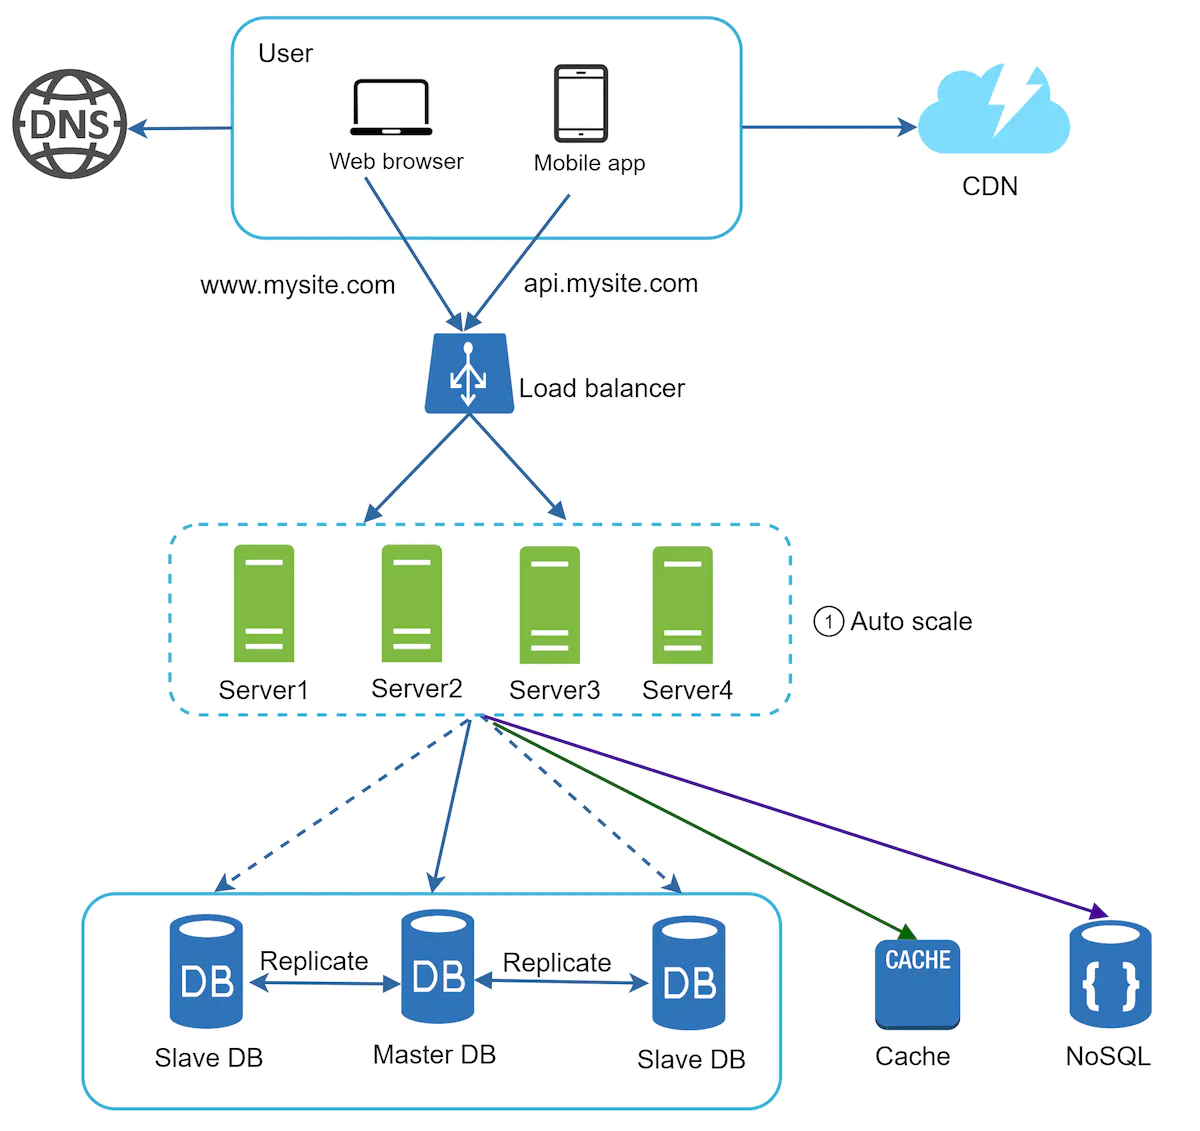 User
DNS
Web browser
Mobile app
CDN
www.mysite.com
api.mysite.com
Load balancer
Server1
Server2
Server3
Server4
1 Auto scale
DB
Replicate
DB
Replicate
DB
CACHE
{ }
Slave DB
Master DB
Slave DB
Cache
NoSQL